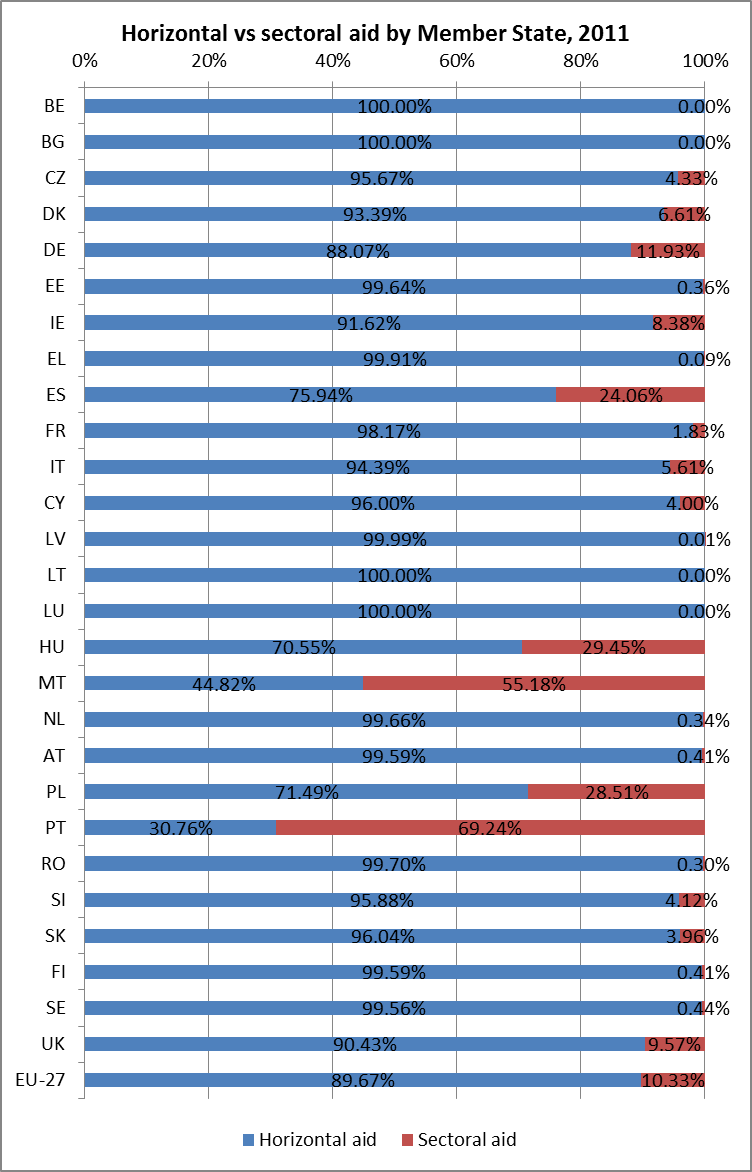 Horizontal vs sectoral aid by Member State, 2011
0% 20% 40% 60% 80% 100%
BE 100.00% 0.00%
BG 100.00% 0.00%
CZ 95.67% 4.33%
DK 93.39% 6.61%
DE 88.07% 11.93%
EE 99.64% 0.36%
IE 91.62% 8.38%
EL 99.91% 0.09%
ES 75.94% 24.06%
FR 98.17% 1.83%
IT 94.39% 5.61%
CY 96.00% 4.00%
LV 99.99% 0.01%
LT 100.00% 0.00%
LU 100.00% 0.00%
HU 70.55% 29.45%
MT 44.82% 55.18%
NL 99.66% 0.34%
AT 99.59% 0.41%
PL 71.49% 28.51%
PT 30.76% 69.24%
RO 99.70% 0.30%
SI 95.88% 4.12%
SK 96.04% 3.96%
FI 99.59% 0.41%
SE 99.56% 0.44%
UK 90.43% 9.57%
EU-27 89.67% 10.33%
Horizontal aid Sectoral aid